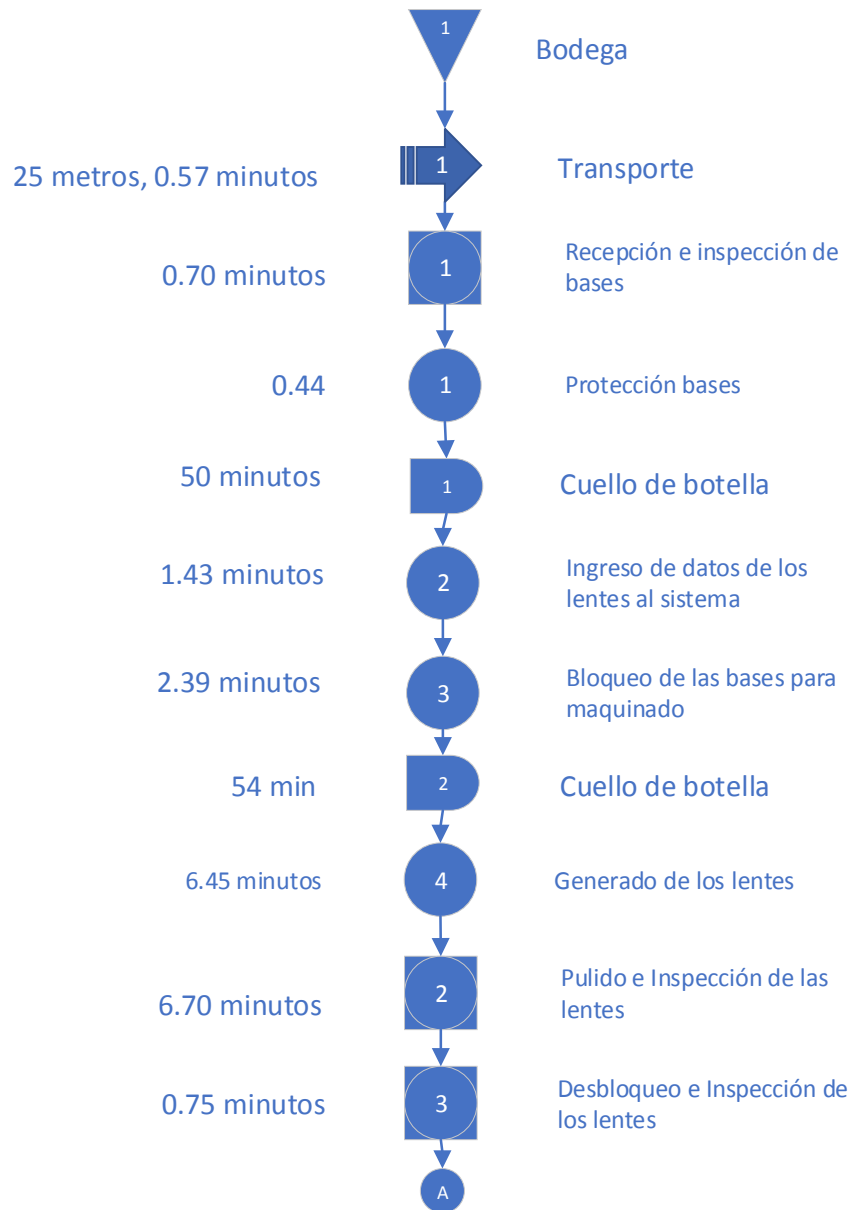 1
Bodega
25 metros, 0.57 minutos
1
Transporte
0.70 minutos
1
Recepción e inspección de
bases
0.44
1
Protección bases
50 minutos
1
Cuello de botella
1.43 minutos
2
Ingreso de datos de los
lentes al sistema
2.39 minutos
3
Bloqueo de las bases para
maquinado
54 min
2
Cuello de botella
6.45 minutos
4
Generado de los lentes
6.70 minutos
2
Pulido e Inspección de las
lentes
0.75 minutos
3
Desbloqueo e Inspección de
los lentes
A